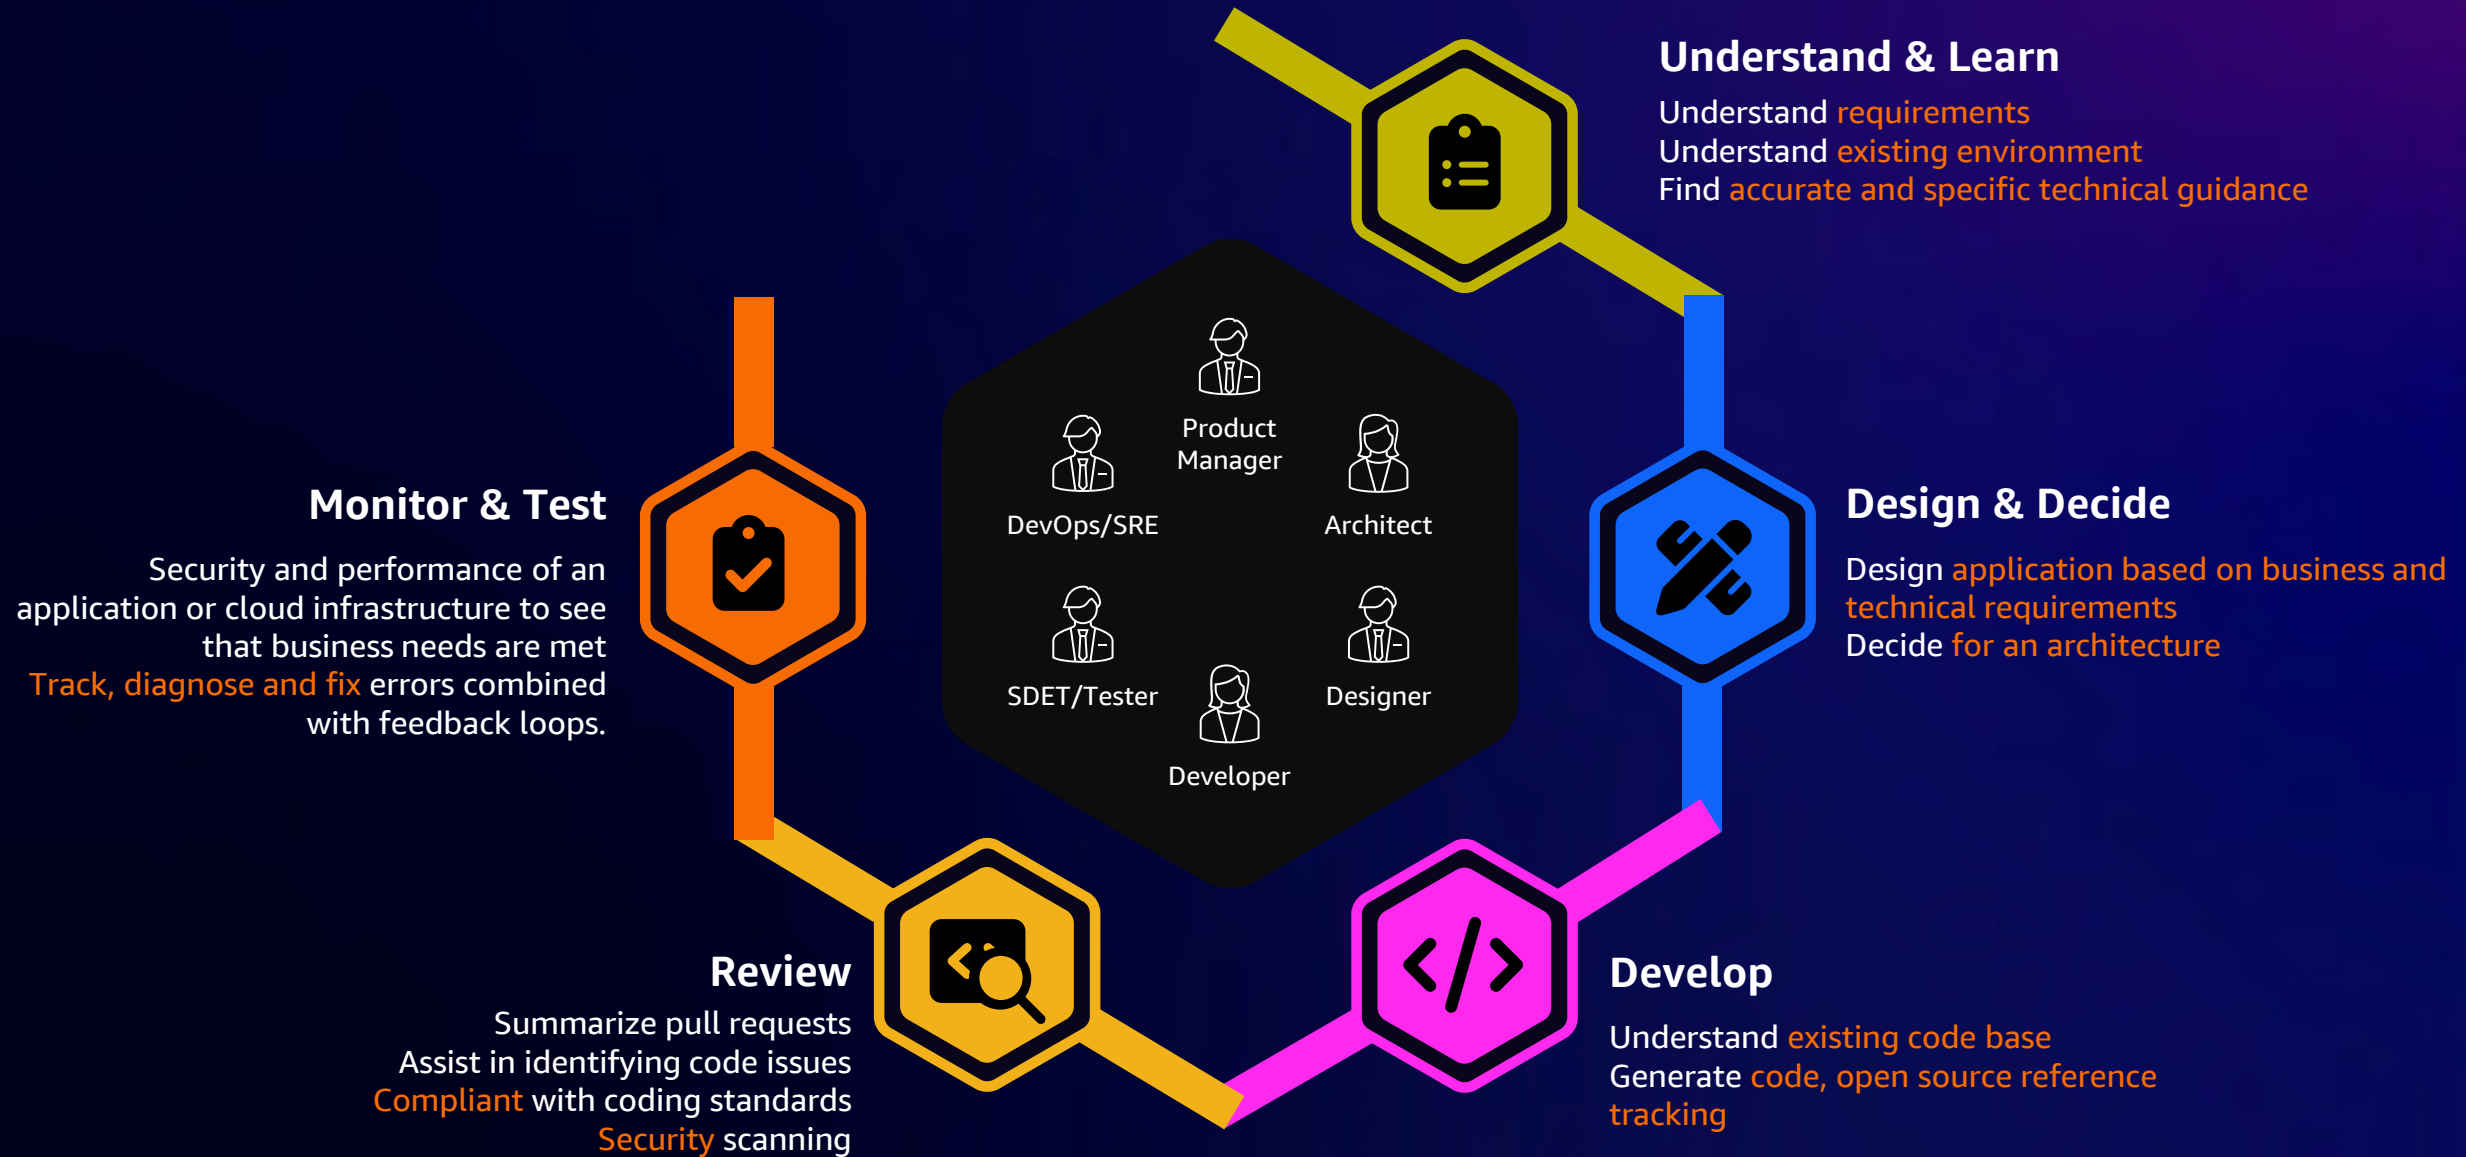 Understand & Learn
Understand requirements
Understand existing environment
Find accurate and specific technical guidance
Product
Manager
DevOps/SRE
Architect
SDET/Tester
Designer
Developer
Monitor & Test
Security and performance of an
application or cloud infrastructure to see
that business needs are met
Track, diagnose and fix errors combined
with feedback loops.
Design & Decide
Design application based on business and
technical requirements
Decide for an architecture
Review
Summarize pull requests
Assist in identifying code issues
Compliant with coding standards
Security scanning
Develop
Understand existing code base
Generate code, open source reference
tracking